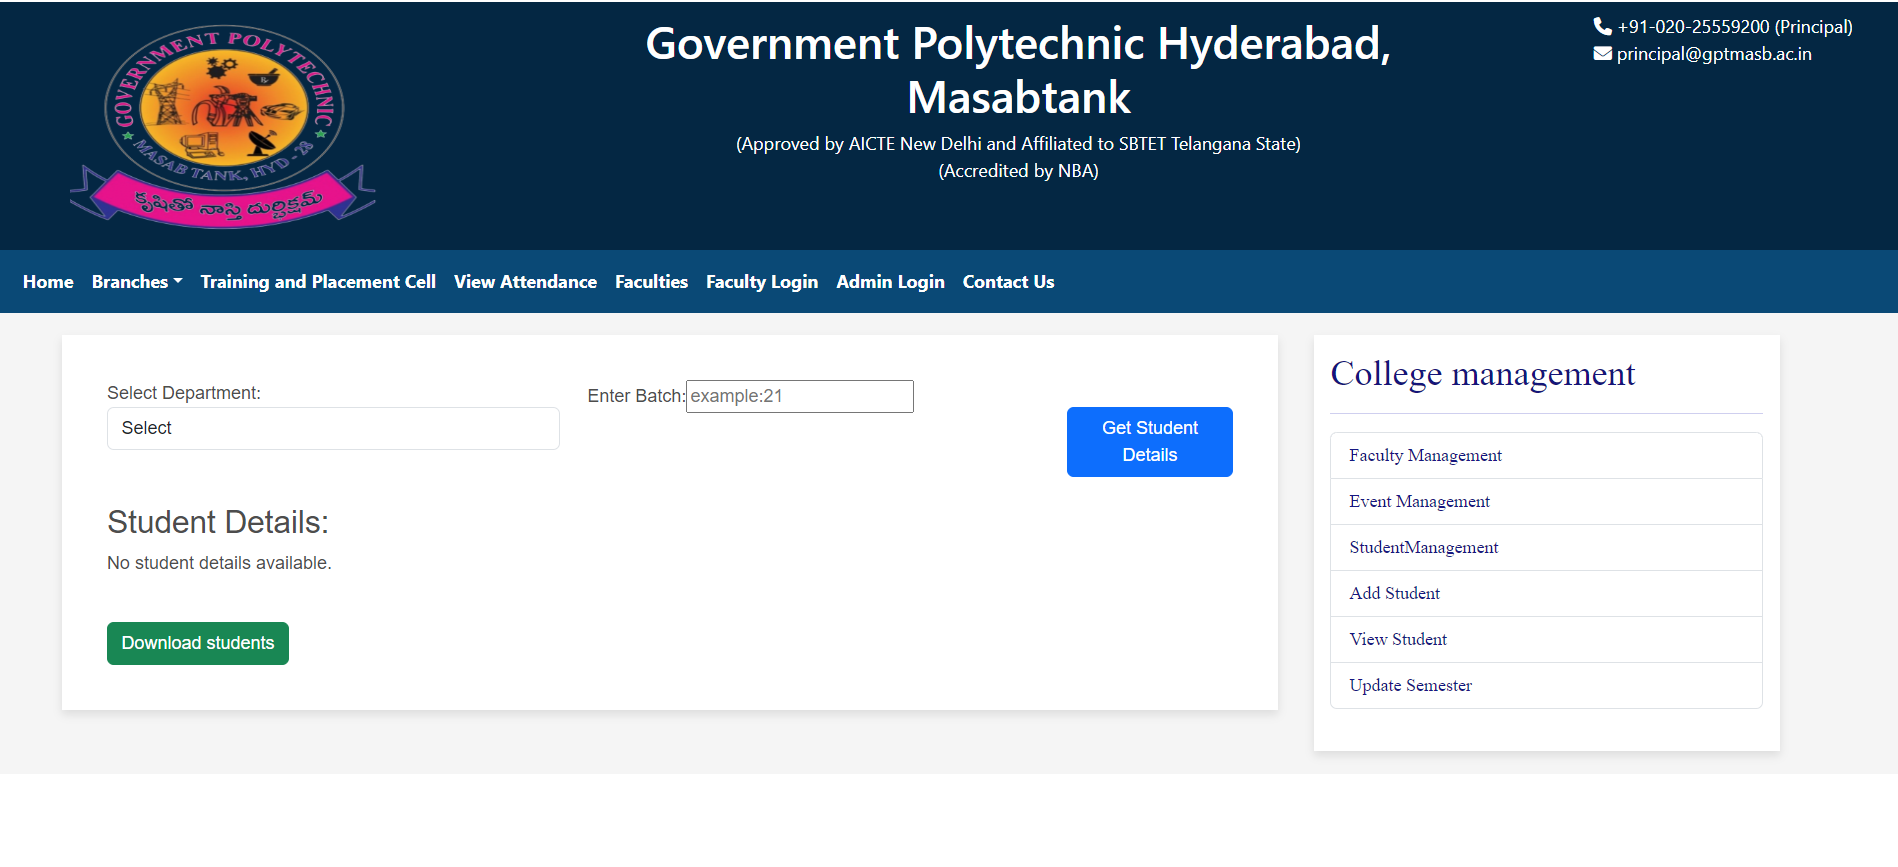 GOVERNMENT POLYTECHNIC
MASAB TANK, HYD - 28
కృషితో నాస్తి దుర్భిక్షమ్
Government Polytechnic Hyderabad,
Masabtank
(Approved by AICTE New Delhi and Affiliated to SBTET Telangana State)
(Accredited by NBA)
+91-020-25559200 (Principal)
principal@gptmasb.ac.in
Home Branches Training and Placement Cell View Attendance Faculties Faculty Login Admin Login Contact Us
Select Department:
Select
Enter Batch: example:21
Get Student
Details
Student Details:
No student details available.
Download students
College management
Faculty Management
Event Management
StudentManagement
Add Student
View Student
Update Semester